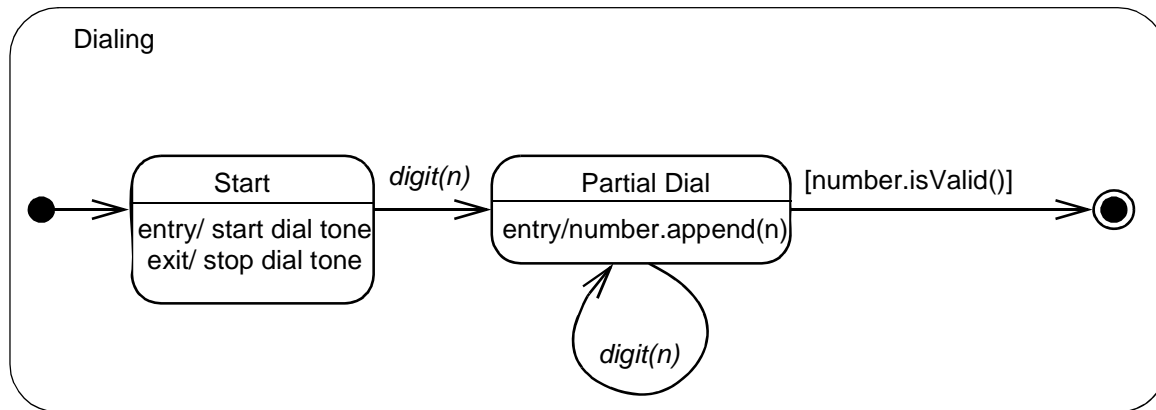 Dialing
Start
entry/ start dial tone
exit/ stop dial tone
digit(n)
Partial Dial
entry/number.append(n)
digit(n)
[number.isValid()]